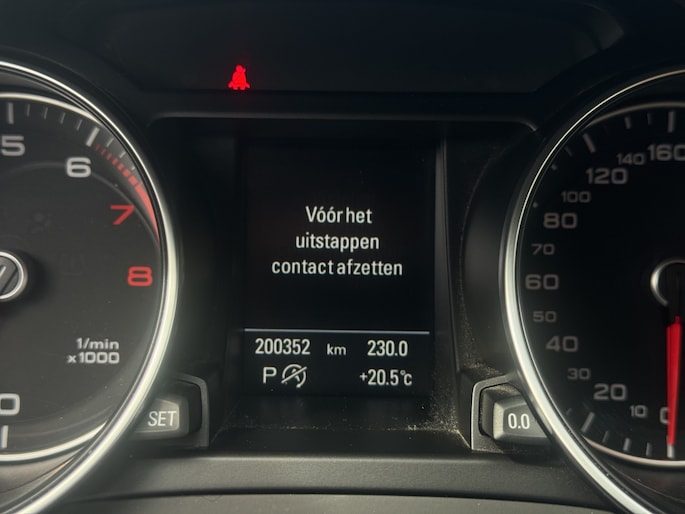 Vóór het
uitstappen
contact afzetten
200352 km 230.0
P +20.5°C
5 6 7 8
1/min
x1000
0
SET
0.0
160
140
120
100
80
70
60
50
40
30
20
10
0